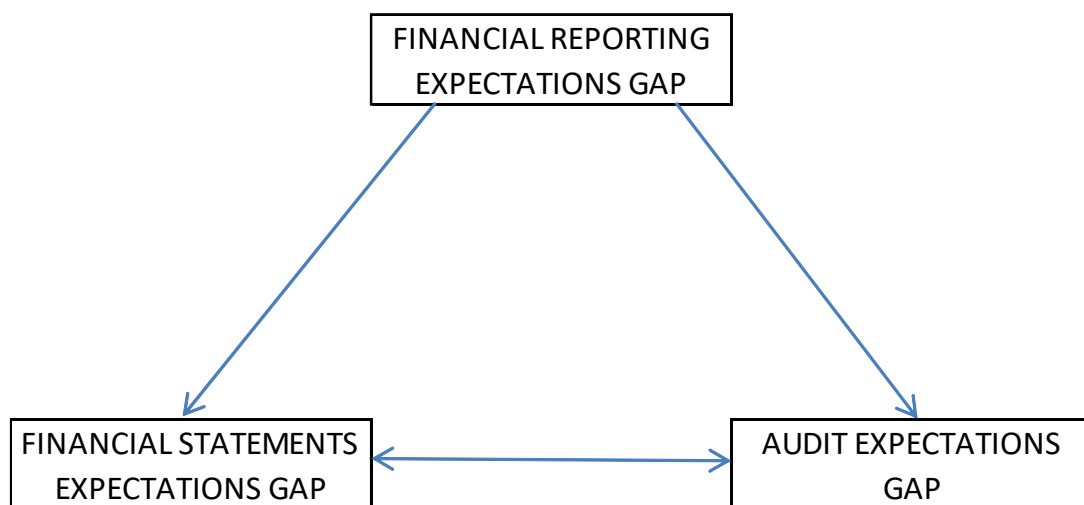 FINANCIAL REPORTING
EXPECTATIONS GAP
FINANCIAL STATEMENTS
EXPECTATIONS GAP
AUDIT EXPECTATIONS
GAP